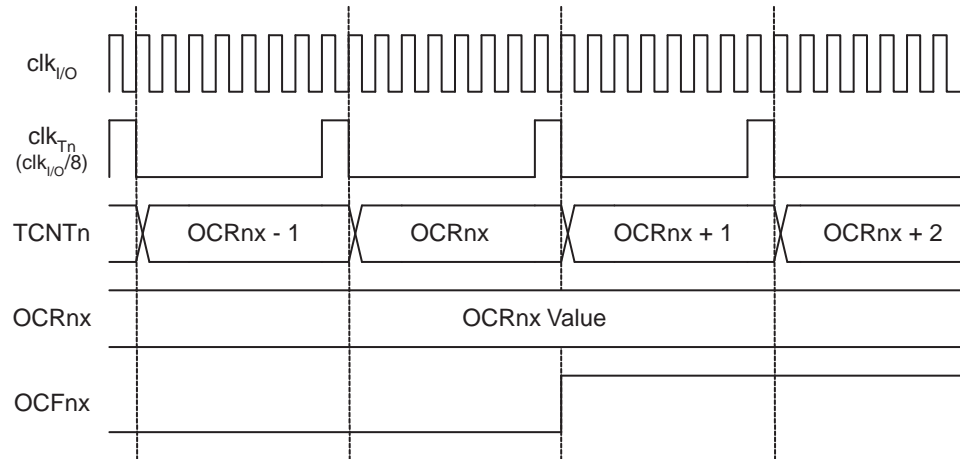 clkI/O
clkTn
(clkI/O/8)
TCNTn
OCRnx - 1
OCRnx
OCRnx + 1
OCRnx + 2
OCRnx
OCRnx Value
OCFnx